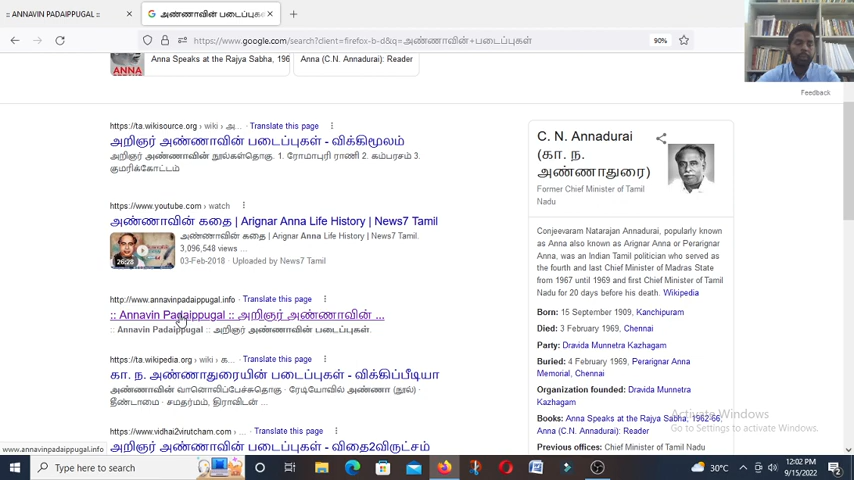 :: ANNAVIN PADAIPPUGAL ::
அண்ணாவின் படைப்புகள்
https://www.google.com/search?client=firefox-b-d&q=அண்ணாவின்+படைப்புகள்
90%
ANNA
Anna Speaks at the Rajya Sabha, 196
Anna (C.N. Annadurai): Reader
Feedback
https://ta.wikisource.org › wiki › அ... · Translate this page
அறிஞர் அண்ணாவின் படைப்புகள் - விக்கிமூலம்
அறிஞர் அண்ணாவின் நூல்கள்தொகு. 1. ரோமாபுரி ராணி 2. கம்பரசம் 3.
குமரிக்கோட்டம்
https://www.youtube.com › watch
அண்ணாவின் கதை | Arignar Anna Life History | News7 Tamil
அண்ணாவின் கதை | Arignar Anna Life History | News7 Tamil.
3,096,548 views ...
26:28
03-Feb-2018 · Uploaded by News7 Tamil
http://www.annavinpadaippugal.info · Translate this page
:: Annavin Padaippugal :: அறிஞர் அண்ணாவின் ...
:: Annavin Padaippugal :: அறிஞர் அண்ணாவின் படைப்புகள்.
https://ta.wikipedia.org › wiki › க... · Translate this page
கா. ந. அண்ணாதுரையின் படைப்புகள் - விக்கிப்பீடியா
அண்ணாவின் வானொலிப்பேச்சுதொகு · ரேடியோவில் அண்ணா (நூல்) ·
தீண்டாமை · சமதர்மம், திராவிடன் ...
https://www.vidhai2virutcham.com › ... · Translate this page
அறிஞர் அண்ணாவின் படைப்புகள் - விதை2விருட்சம்
C. N. Annadurai
(கா. ந.
அண்ணாதுரை)
Former Chief Minister of Tamil
Nadu
Conjeevaram Natarajan Annadurai, popularly known
as Anna also known as Arignar Anna or Perarignar
Anna, was an Indian Tamil politician who served as
the fourth and last Chief Minister of Madras State
from 1967 until 1969 and first Chief Minister of Tamil
Nadu for 20 days before his death. Wikipedia
Born: 15 September 1909, Kanchipuram
Died: 3 February 1969, Chennai
Party: Dravida Munnetra Kazhagam
Buried: 4 February 1969, Perarignar Anna
Memorial, Chennai
Organization founded: Dravida Munnetra
Kazhagam
Books: Anna Speaks at the Rajya Sabha, 1962-66,
Anna (C.N. Annadurai): Reader
Previous offices: Chief Minister of Tamil Nadu
Activate Windows
Go to Settings to activate Windows.
www.annavinpadaippugal.info
Type here to search
30°C
12:02 PM
9/15/2022
2